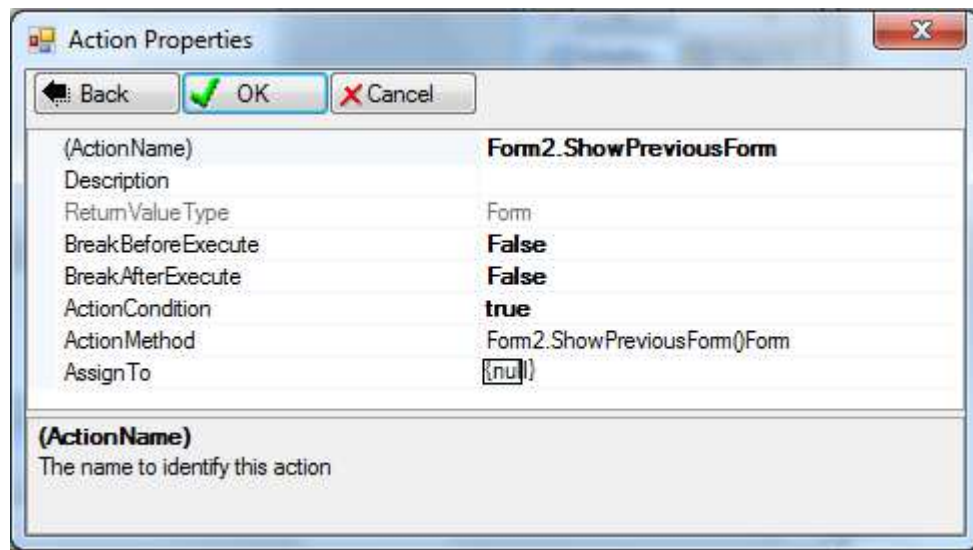 Action Properties
Back OK Cancel
(ActionName) Form2.ShowPreviousForm
Description
ReturnValueType Form
BreakBeforeExecute False
BreakAfterExecute False
ActionCondition true
ActionMethod Form2.ShowPreviousForm()Form
AssignTo {null}
(ActionName)
The name to identify this action